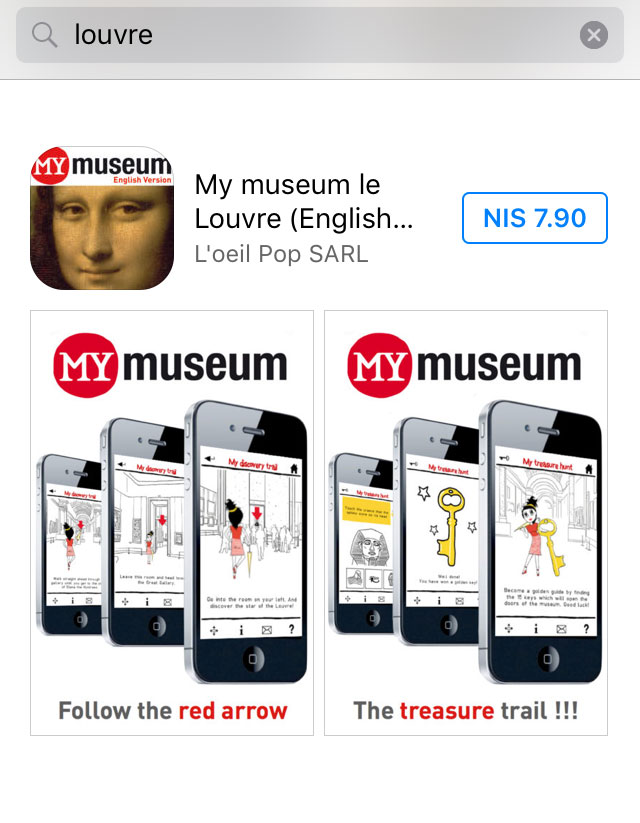 louvre
MY museum
English Version
My museum le
Louvre (English...
NIS 7.90
L'oeil Pop SARL
MY museum
My discovery trail
My discovery trail
My discovery trail
Leave this room and head
the Great Gallery.
Go into the room on your left. And
discover the star of the Louvre!
Follow the red arrow
MY museum
My treasure hunt
My treasure hunt
My treasure hunt
Well done!
You have won a golden key!
Become a golden guide by finding
the 15 keys which will open the
doors of the museum. Good luck!
The treasure trail !!!